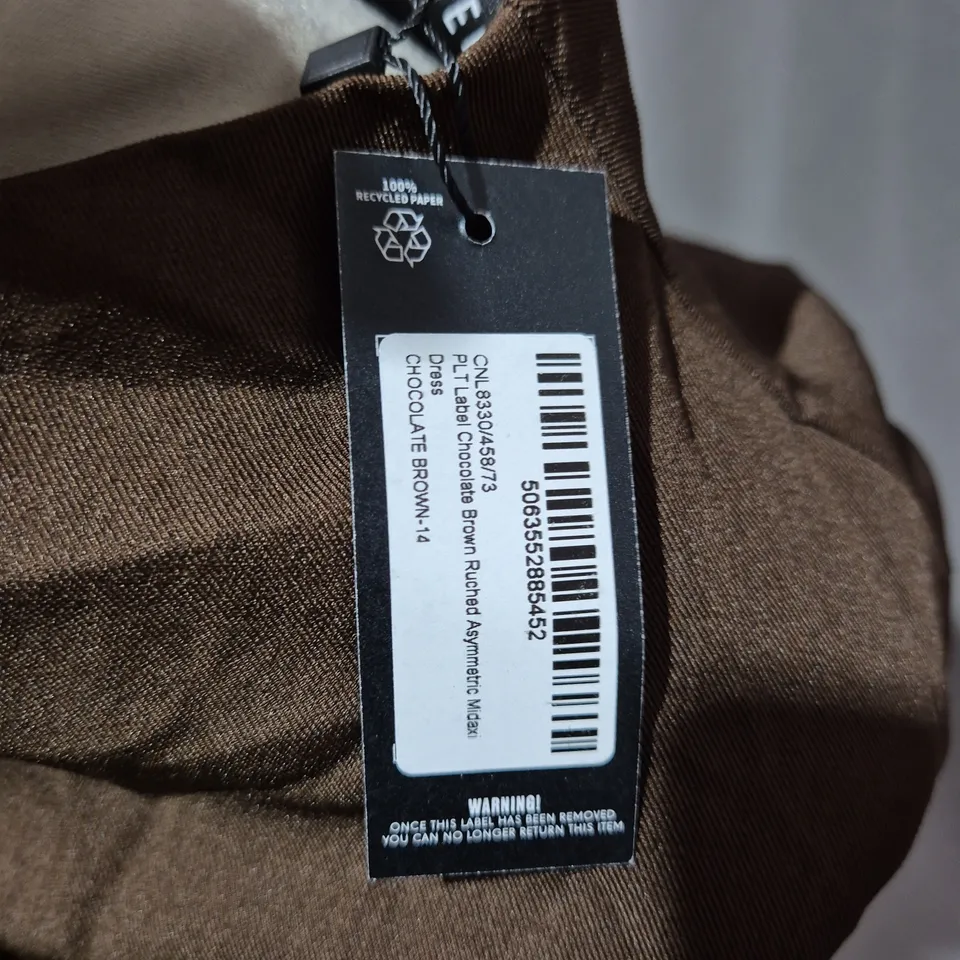 100%
RECYCLED PAPER
5063552885452
CNL8330/458/73
PLT Label Chocolate Brown Ruched Asymmetric Midaxi
Dress
CHOCOLATE BROWN-14
WARNING!
ONCE THIS LABEL HAS BEEN REMOVED
YOU CAN NO LONGER RETURN THIS ITEM